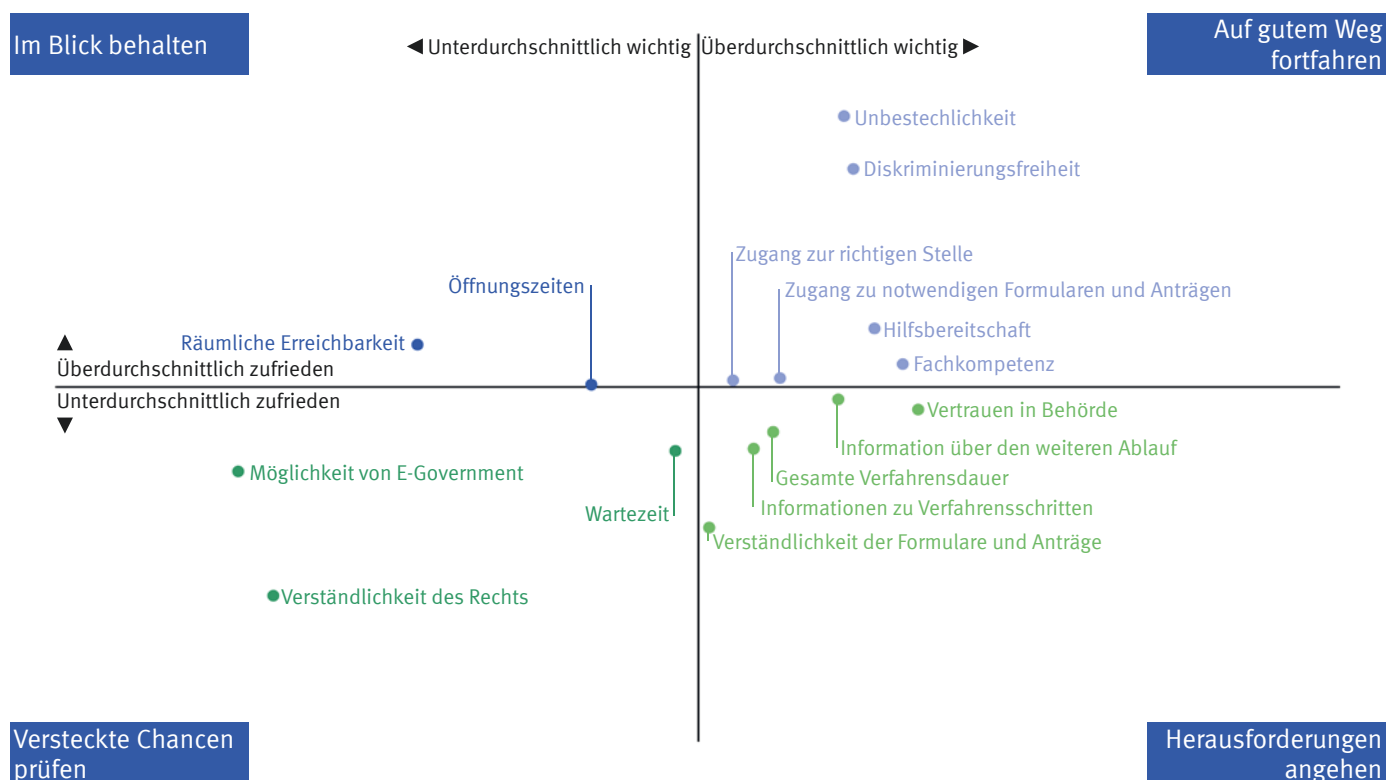 Im Blick behalten
◀ Unterdurchschnittlich wichtig
Überdurchschnittlich wichtig ▶
Auf gutem Weg
fortfahren
Unbestechlichkeit
Diskriminierungsfreiheit
Zugang zur richtigen Stelle
Öffnungszeiten
Zugang zu notwendigen Formularen und Anträgen
Hilfsbereitschaft
Räumliche Erreichbarkeit
Fachkompetenz
▲
Überdurchschnittlich zufrieden
Unterdurchschnittlich zufrieden
▼
Vertrauen in Behörde
Information über den weiteren Ablauf
Möglichkeit von E-Government
Gesamte Verfahrensdauer
Wartezeit
Informationen zu Verfahrensschritten
Verständlichkeit der Formulare und Anträge
Verständlichkeit des Rechts
Versteckte Chancen
prüfen
Herausforderungen
angehen